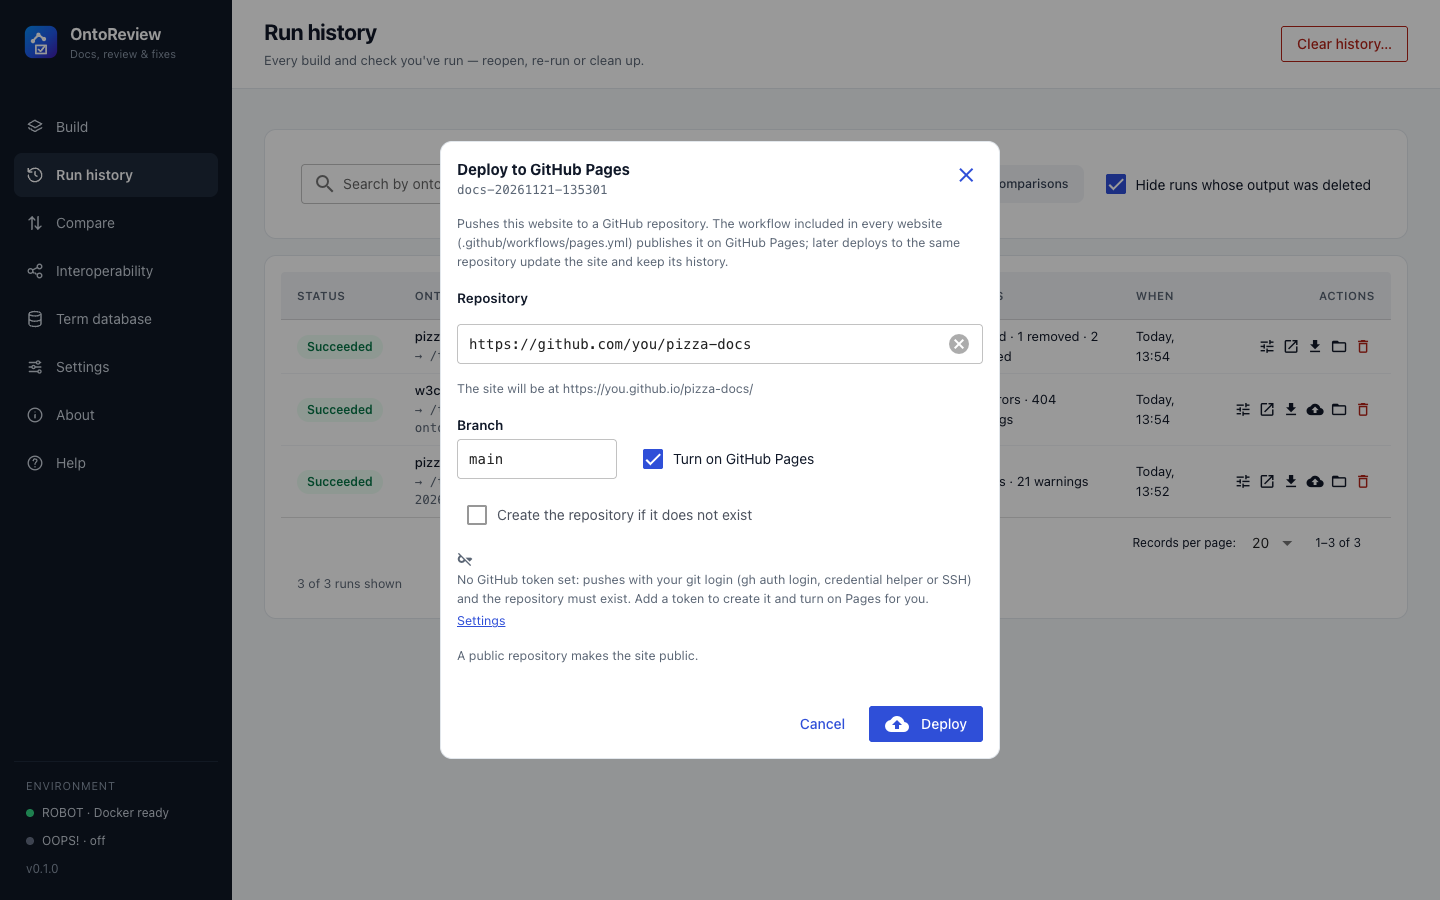 OntoReview
Docs, review & fixes
Build
Run history
Compare
Interoperability
Term database
Settings
About
Help
ENVIRONMENT
ROBOT · Docker ready
OOPS! · off
v0.1.0
Run history
Every build and check you've run — reopen, re-run or clean up.
Clear history...
Search by onto
omparisons
Hide runs whose output was deleted
STATUS
ONT
S
WHEN
ACTIONS
Succeeded
pizz
→ /t
d · 1 removed · 2
ed
Today,
13:54
Succeeded
w3c
→ /t
onto
rors · 404
gs
Today,
13:54
Succeeded
pizz
→ /t
202
s · 21 warnings
Today,
13:52
Records per page:
20
1–3 of 3
3 of 3 runs shown
Deploy to GitHub Pages
docs-20261121-135301
Pushes this website to a GitHub repository. The workflow included in every website
(.github/workflows/pages.yml) publishes it on GitHub Pages; later deploys to the same
repository update the site and keep its history.
Repository
https://github.com/you/pizza-docs
The site will be at https://you.github.io/pizza-docs/
Branch
main
Turn on GitHub Pages
Create the repository if it does not exist
No GitHub token set: pushes with your git login (gh auth login, credential helper or SSH)
and the repository must exist. Add a token to create it and turn on Pages for you.
Settings
A public repository makes the site public.
Cancel
Deploy